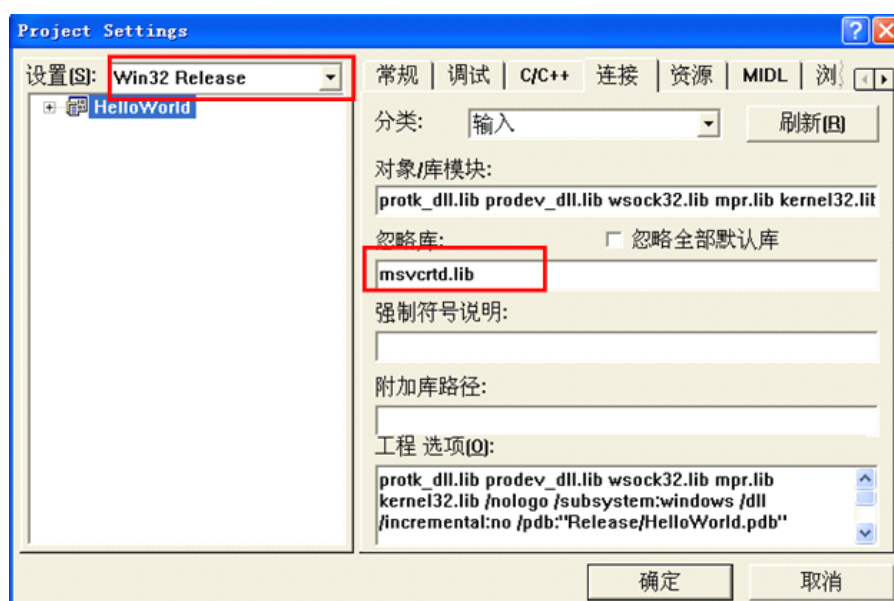 Project Settings
设置(S): Win32 Release
HelloWorld
常规 调试 C/C++ 连接 资源 MIDL 浏
分类: 输入 刷新(R)
对象/库模块:
protk_dll.lib prodev_dll.lib wsock32.lib mpr.lib kernel32.lib
忽略库: 忽略全部默认库
msvcrtd.lib
强制符号说明:
附加库路径:
工程 选项(O):
protk_dll.lib prodev_dll.lib wsock32.lib mpr.lib
kernel32.lib /nologo /subsystem:windows /dll
/incremental:no /pdb:"Release/HelloWorld.pdb"
确定 取消